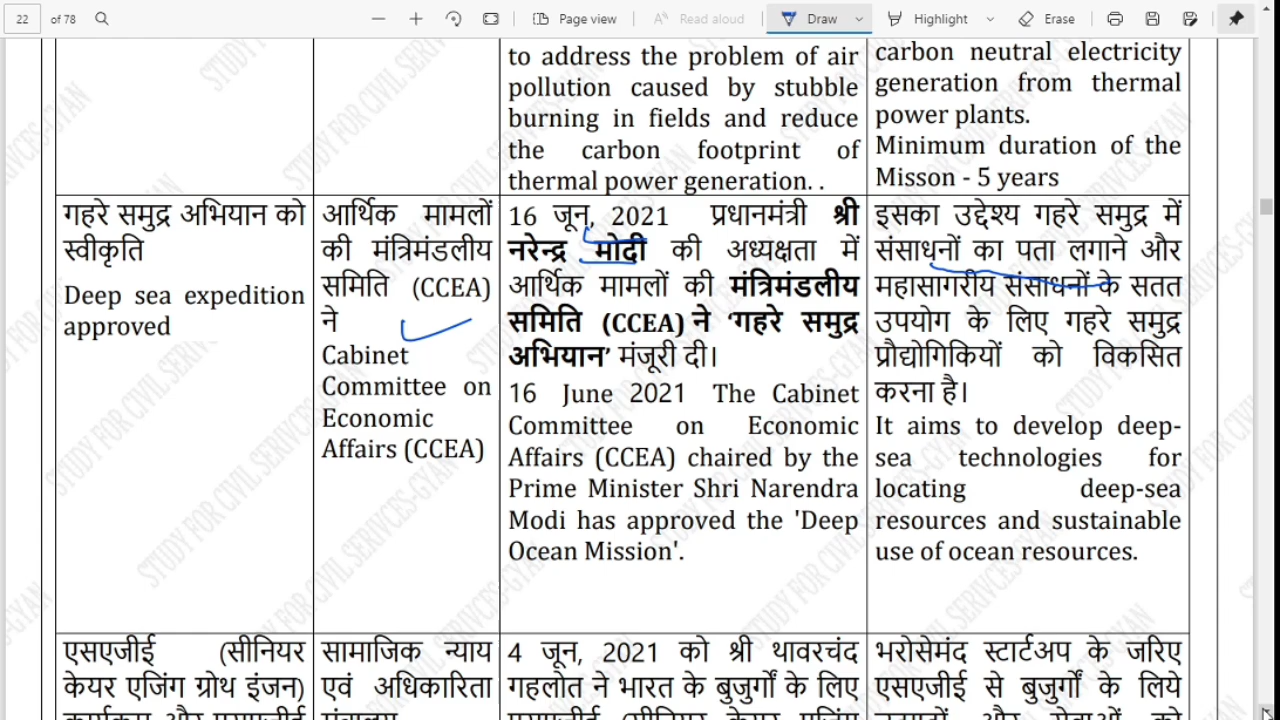 22 of 78 Page view Read aloud Draw Highlight Erase
to address the problem of air
pollution caused by stubble
burning in fields and reduce
the carbon footprint of
thermal power generation. .
carbon neutral electricity
generation from thermal
power plants.
Minimum duration of the
Misson - 5 years
गहरे समुद्र अभियान को
स्वीकृति
Deep sea expedition
approved
आर्थिक मामलों
की मंत्रिमंडलीय
समिति (CCEA)
ने
Cabinet
Committee on
Economic
Affairs (CCEA)
16 जून, 2021 प्रधानमंत्री श्री
नरेन्द्र मोदी की अध्यक्षता में
आर्थिक मामलों की मंत्रिमंडलीय
समिति (CCEA) ने ‘गहरे समुद्र
अभियान’ मंजूरी दी।
16 June 2021 The Cabinet
Committee on Economic
Affairs (CCEA) chaired by the
Prime Minister Shri Narendra
Modi has approved the 'Deep
Ocean Mission'.
इसका उद्देश्य गहरे समुद्र में
संसाधनों का पता लगाने और
महासागरीय संसाधनों के सतत
उपयोग के लिए गहरे समुद्र
प्रौद्योगिकियों को विकसित
करना है।
It aims to develop deep-
sea technologies for
locating deep-sea
resources and sustainable
use of ocean resources.
एसएजीई (सीनियर
केयर एजिंग ग्रोथ इंजन)
सामाजिक न्याय
एवं अधिकारिता
4 जून, 2021 को श्री थावरचंद
गहलोत ने भारत के बुजुर्गों के लिए
भरोसेमंद स्टार्टअप के जरिए
एसएजीई से बुजुर्गों के लिये
STUDY FOR CIVIL SERIVCES-GYAN